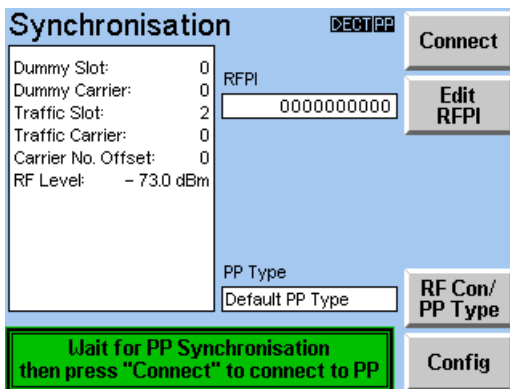 Synchronisation
DECT PP
Connect
Dummy Slot: 0
Dummy Carrier: 0
Traffic Slot: 2
Traffic Carrier: 0
Carrier No. Offset: 0
RF Level: – 73.0 dBm
RFPI
0000000000
Edit
RFPI
PP Type
Default PP Type
RF Con/
PP Type
Wait for PP Synchronisation
then press "Connect" to connect to PP
Config